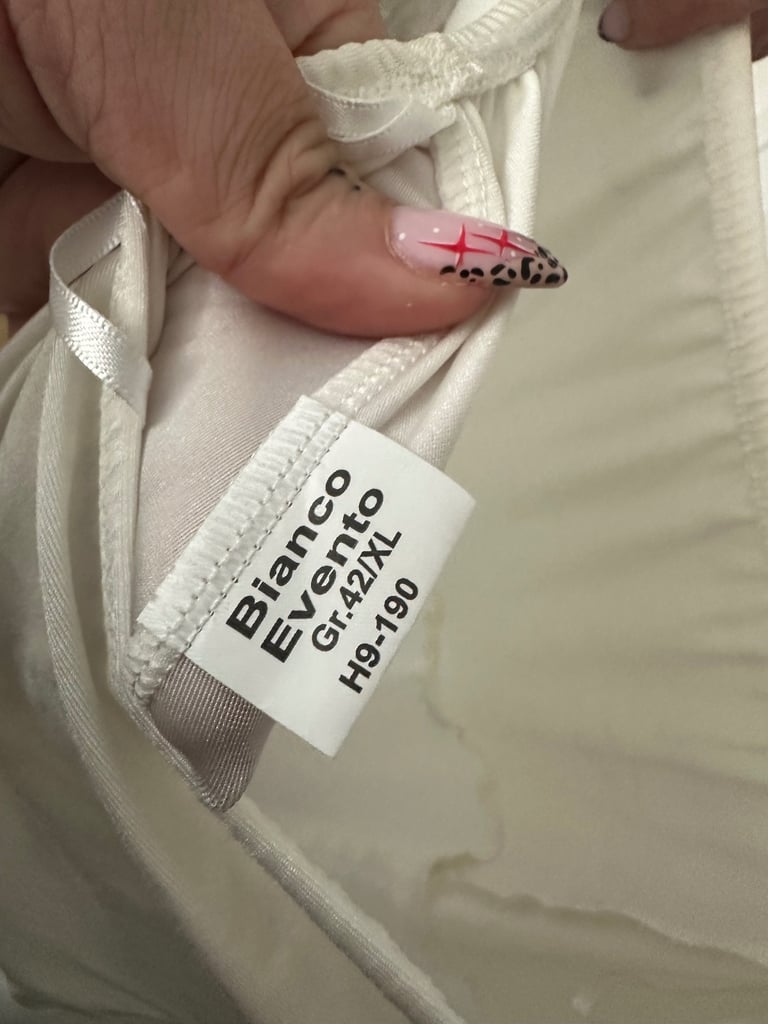 Bianco
Evento
Gr.42/XL
H9-190